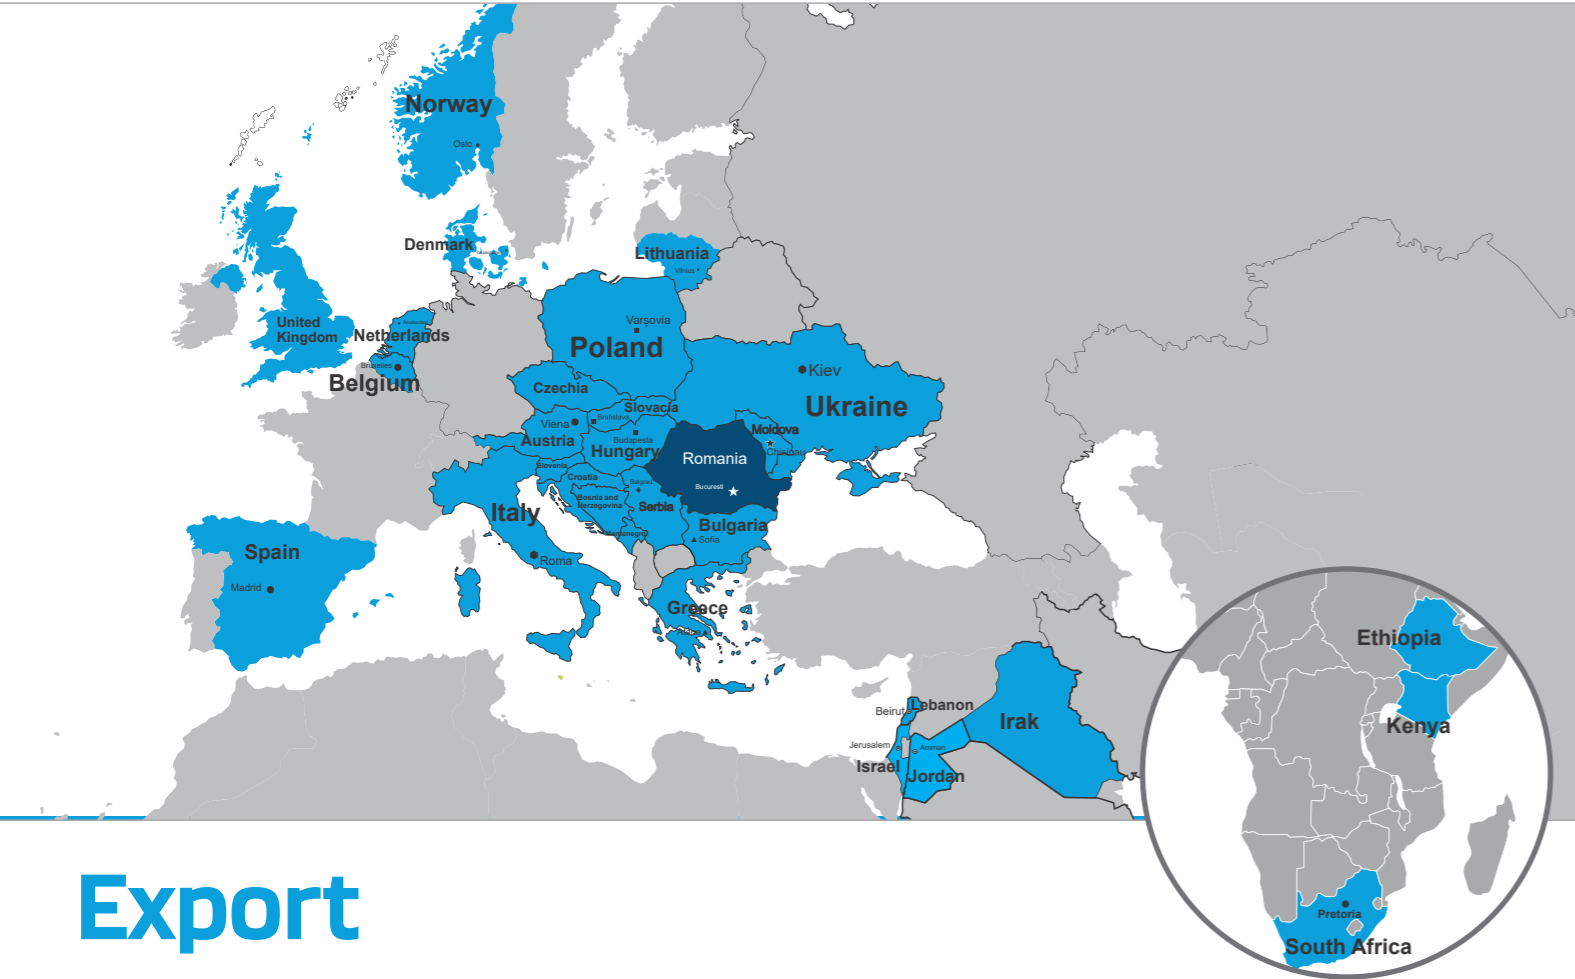 Norway
Oslo
Denmark
Lithuania
Vilnius
United
Kingdom
Netherlands
Amsterdam
Bruxelles
Belgium
Varșovia
Poland
Kiev
Ukraine
Czechia
Slovacia
Bratislava
Viena
Austria
Budapesta
Hungary
Moldova
Chisinau
Romania
Bucuresti
Slovenia
Croatia
Belgrad
Bosnia and
Herzegovina
Serbia
Italy
Montenegro
Bulgaria
Sofia
Roma
Spain
Madrid
Greece
Lebanon
Beirut
Irak
Jerusalem
Amman
Israel
Jordan
Ethiopia
Kenya
Pretoria
South Africa
Export